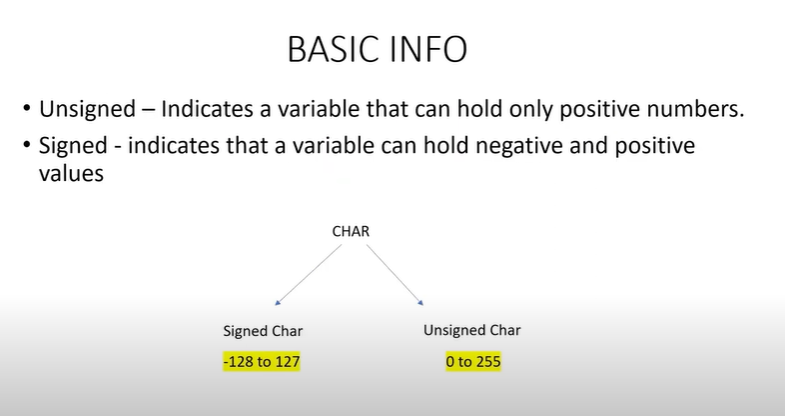 BASIC INFO
• Unsigned – Indicates a variable that can hold only positive numbers.
• Signed - indicates that a variable can hold negative and positive
values
CHAR
Signed Char
Unsigned Char
-128 to 127
0 to 255